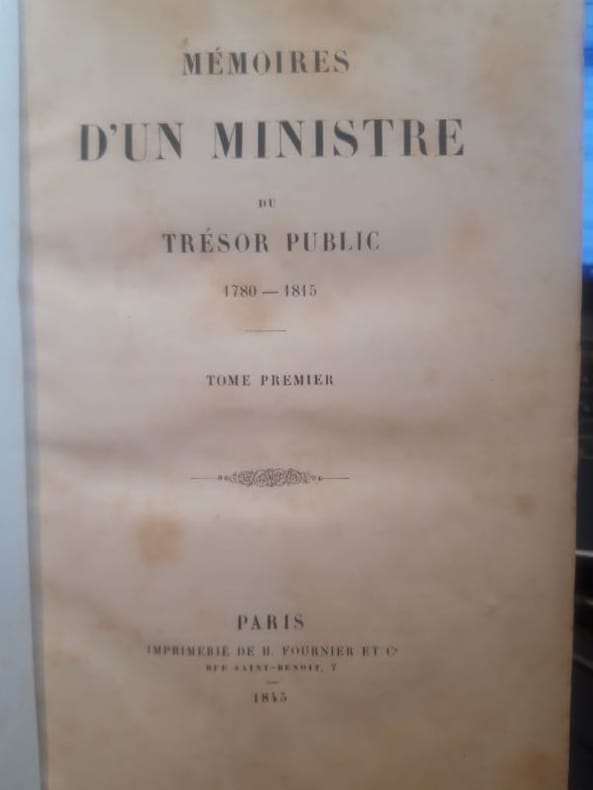 MÉMOIRES
D'UN MINISTRE
DU
TRÉSOR PUBLIC
1780 — 1815
TOME PREMIER
PARIS
IMPRIMERIE DE H. FOURNIER ET Cᵉ
RUE SAINT-BENOIT, 7
1845